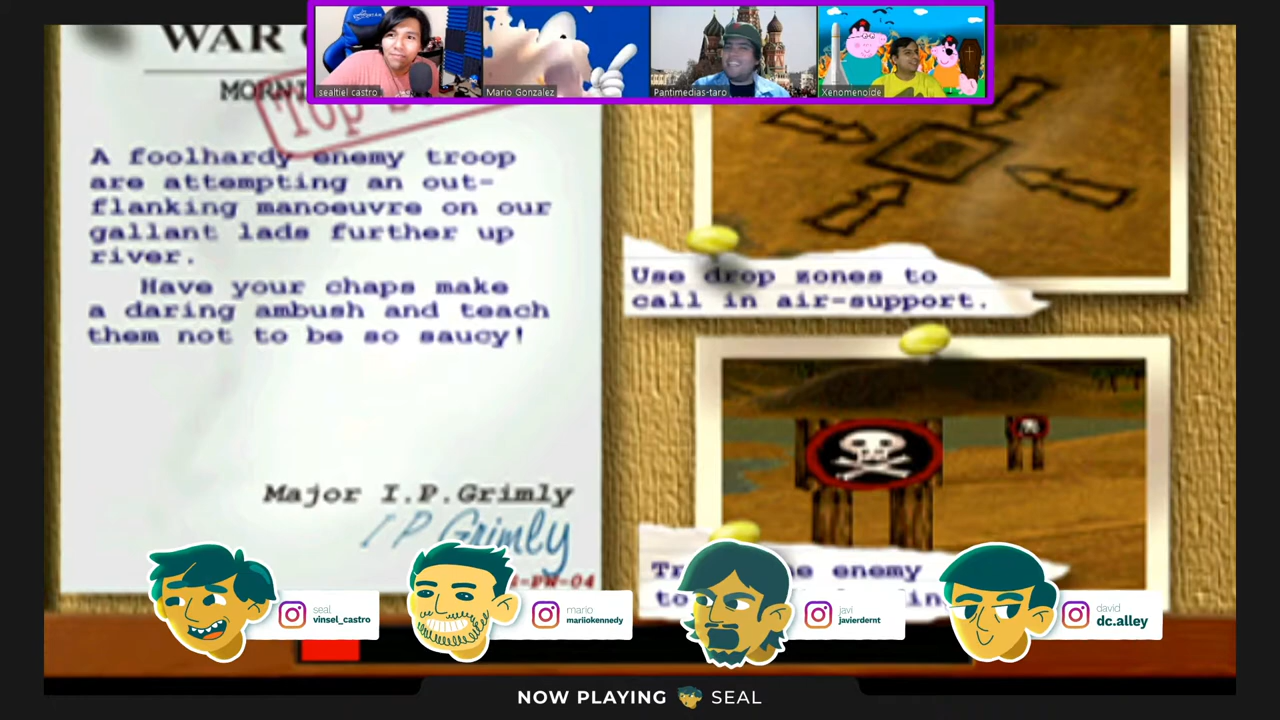 WAR
MORNI
Top
sealtiel castro
Mario Gonzalez
Pantimedias-taro
Xenomenoide
A foolhardy enemy troop
are attempting an out-
flanking manoeuvre on our
gallant lads further up
river.
Have your chaps make
a daring ambush and teach
them not to be so saucy!
Major I.P.Grimly
I P Grimly
Use drop zones to
call in air-support.
enemy
seal
vinsel_castro
mario
mariiokennedy
javi
javierdernt
david
dc.alley
NOW PLAYING SEAL